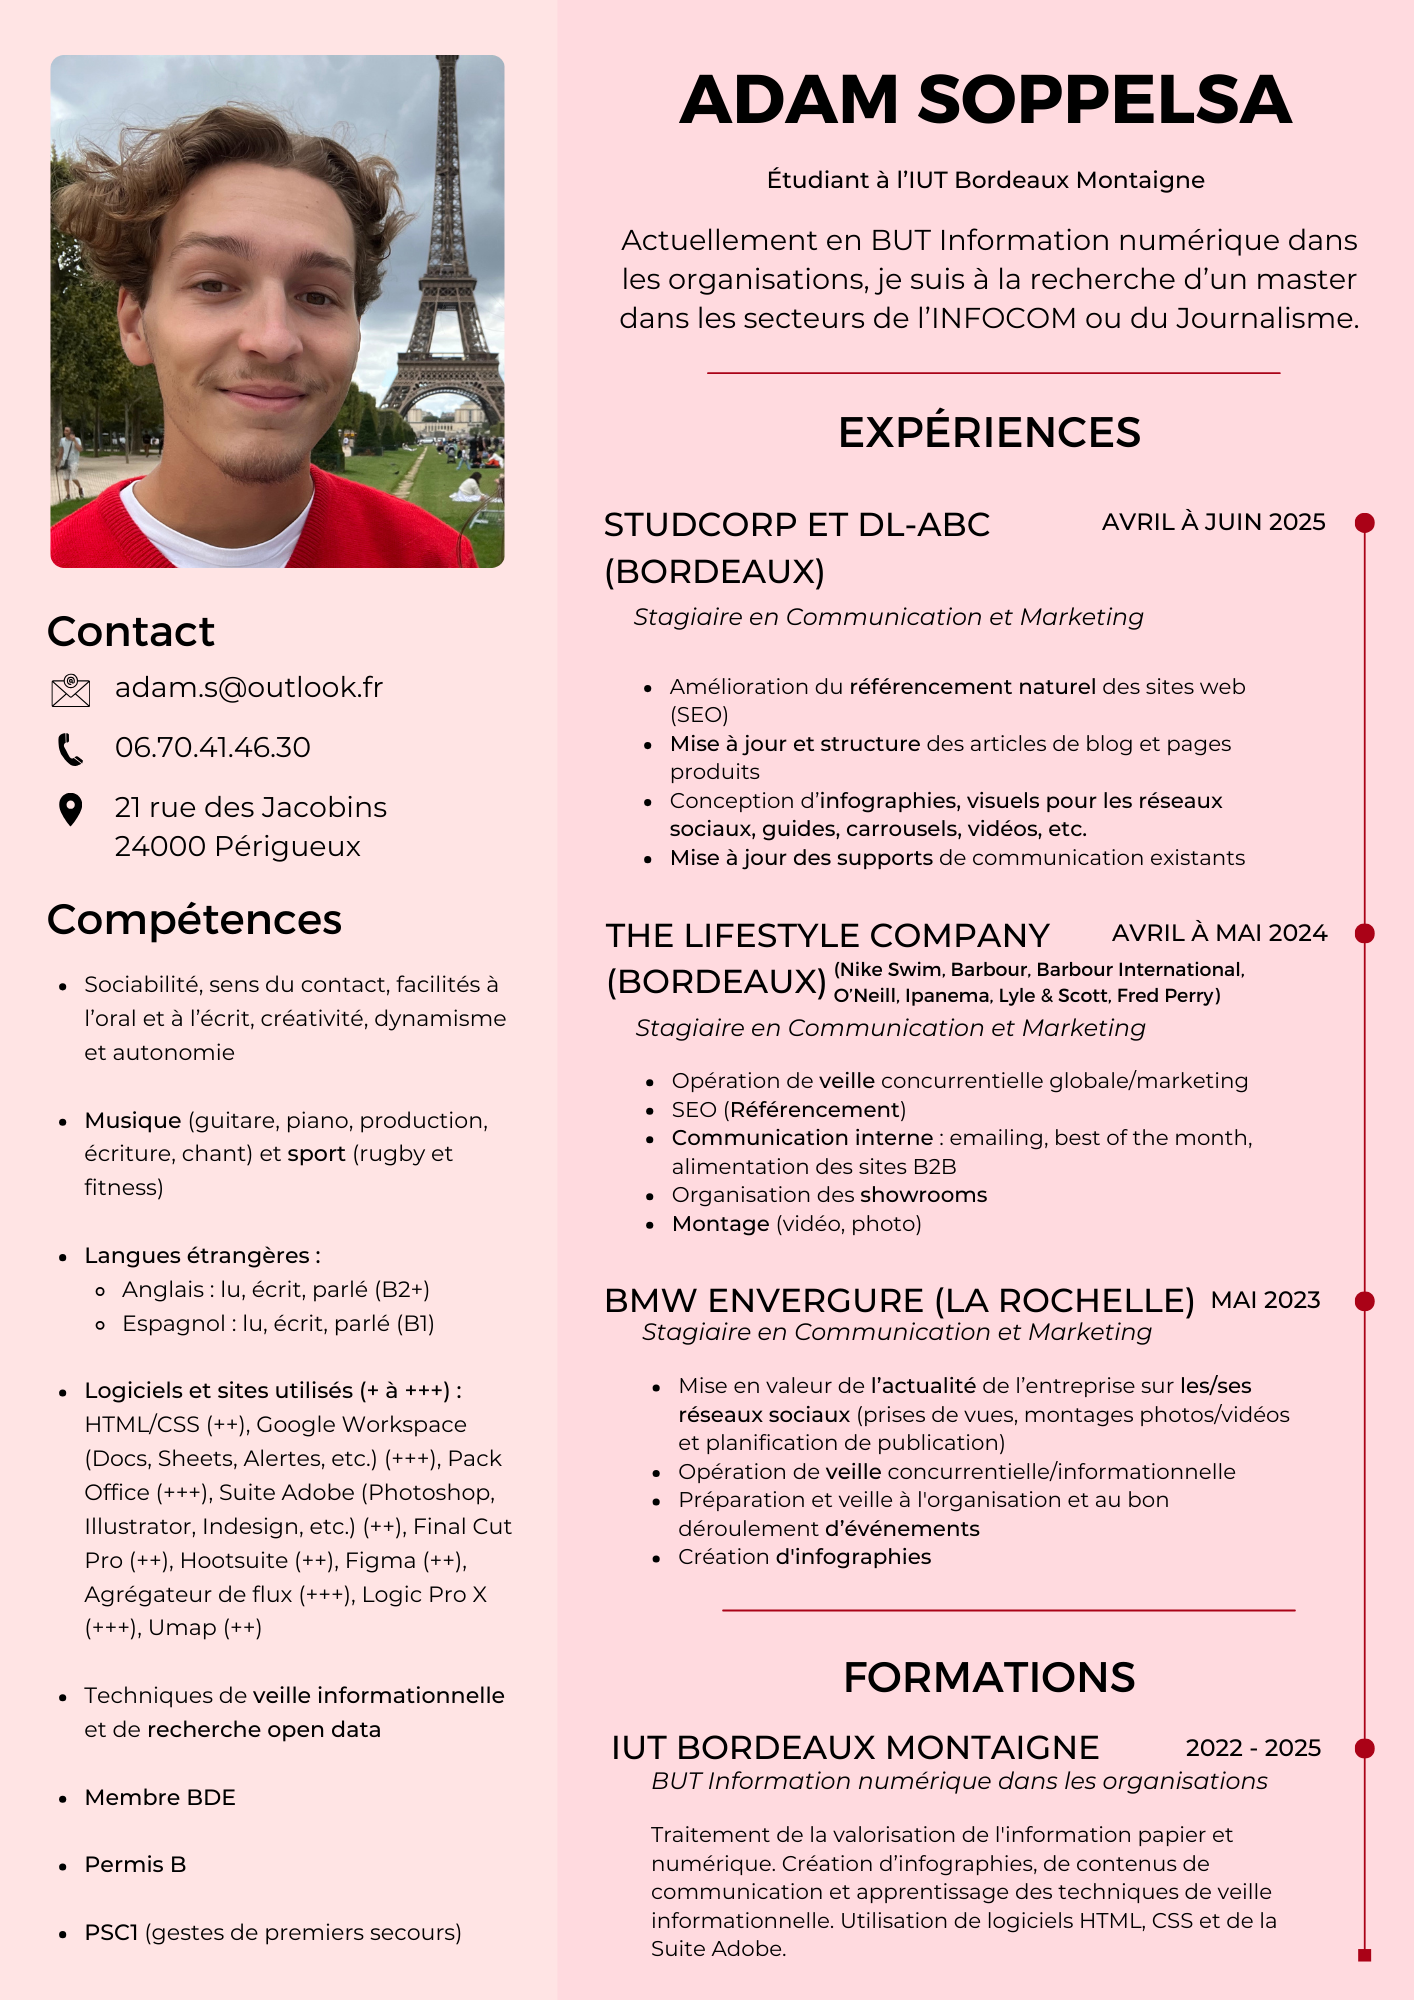 Contact
adam.s@outlook.fr
06.70.41.46.30
21 rue des Jacobins
24000 Périgueux
Compétences
• Sociabilité, sens du contact, facilités à
l’oral et à l’écrit, créativité, dynamisme
et autonomie
• Musique (guitare, piano, production,
écriture, chant) et sport (rugby et
fitness)
• Langues étrangères :
Anglais : lu, écrit, parlé (B2+)
Espagnol : lu, écrit, parlé (B1)
• Logiciels et sites utilisés (+ à +++) :
HTML/CSS (++), Google Workspace
(Docs, Sheets, Alertes, etc.) (+++), Pack
Office (+++), Suite Adobe (Photoshop,
Illustrator, Indesign, etc.) (++), Final Cut
Pro (++), Hootsuite (++), Figma (++),
Agrégateur de flux (+++), Logic Pro X
(+++), Umap (++)
• Techniques de veille informationnelle
et de recherche open data
• Membre BDE
• Permis B
• PSC1 (gestes de premiers secours)
ADAM SOPPELSA
Étudiant à l’IUT Bordeaux Montaigne
Actuellement en BUT Information numérique dans
les organisations, je suis à la recherche d’un master
dans les secteurs de l’INFOCOM ou du Journalisme.
EXPÉRIENCES
STUDCORP ET DL-ABC
(BORDEAUX)
AVRIL À JUIN 2025
Stagiaire en Communication et Marketing
• Amélioration du référencement naturel des sites web
(SEO)
• Mise à jour et structure des articles de blog et pages
produits
• Conception d’infographies, visuels pour les réseaux
sociaux, guides, carrousels, vidéos, etc.
• Mise à jour des supports de communication existants
THE LIFESTYLE COMPANY
AVRIL À MAI 2024
(BORDEAUX)
(Nike Swim, Barbour, Barbour International,
O’Neill, Ipanema, Lyle & Scott, Fred Perry)
Stagiaire en Communication et Marketing
• Opération de veille concurrentielle globale/marketing
• SEO (Référencement)
• Communication interne : emailing, best of the month,
alimentation des sites B2B
• Organisation des showrooms
• Montage (vidéo, photo)
BMW ENVERGURE (LA ROCHELLE)
MAI 2023
Stagiaire en Communication et Marketing
• Mise en valeur de l’actualité de l’entreprise sur les/ses
réseaux sociaux (prises de vues, montages photos/vidéos
et planification de publication)
• Opération de veille concurrentielle/informationnelle
• Préparation et veille à l'organisation et au bon
déroulement d’événements
• Création d'infographies
FORMATIONS
IUT BORDEAUX MONTAIGNE
2022 - 2025
BUT Information numérique dans les organisations
Traitement de la valorisation de l'information papier et
numérique. Création d’infographies, de contenus de
communication et apprentissage des techniques de veille
informationnelle. Utilisation de logiciels HTML, CSS et de la
Suite Adobe.